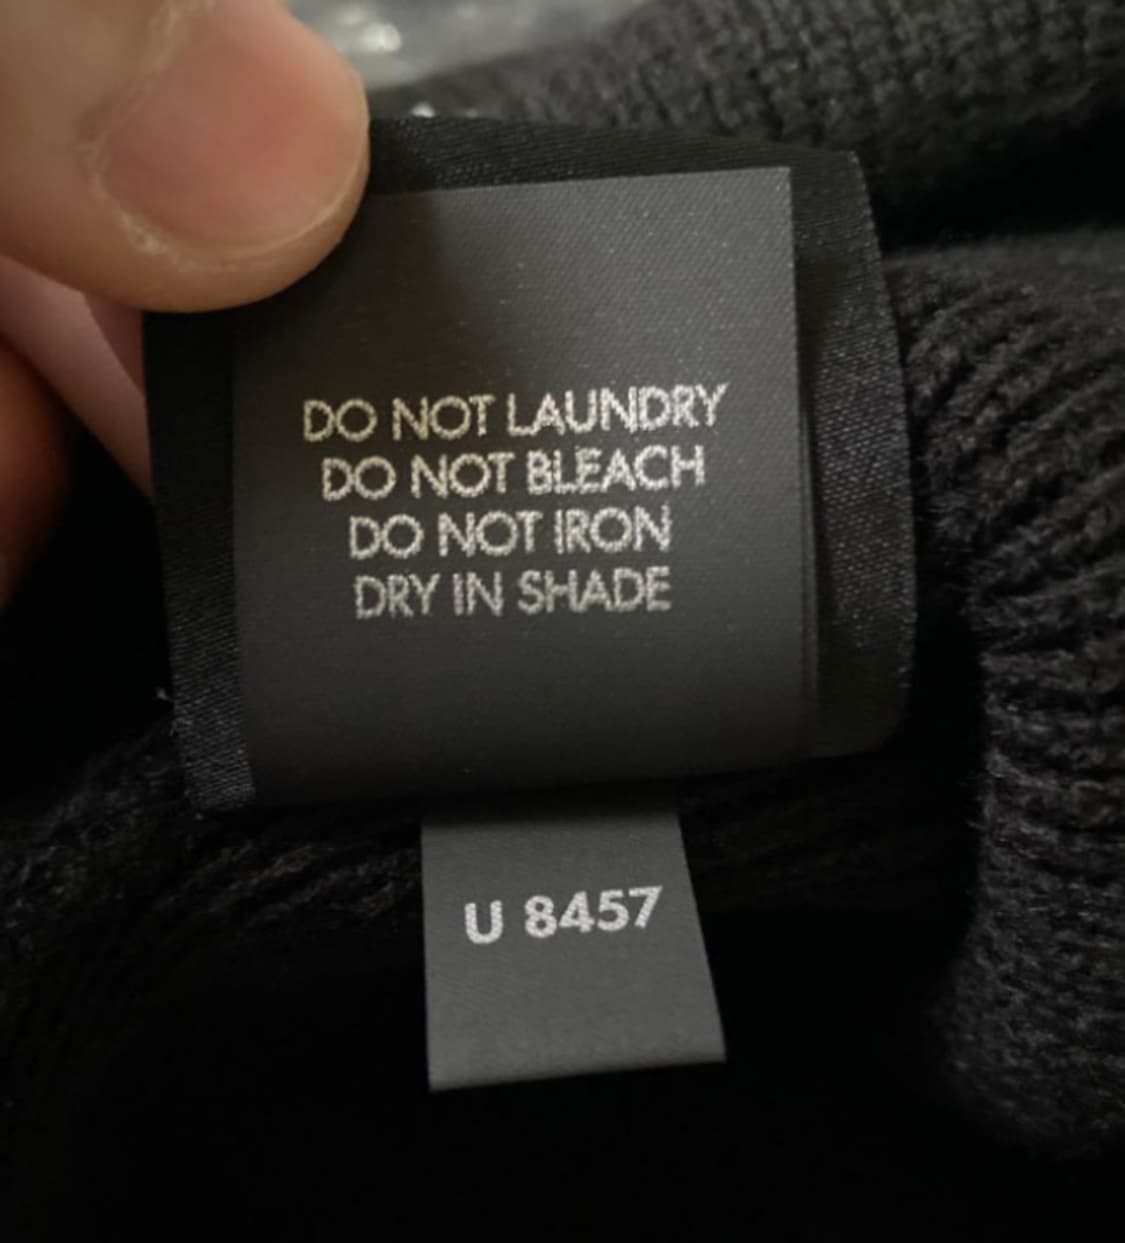 DO NOT LAUNDRY
DO NOT BLEACH
DO NOT IRON
DRY IN SHADE
U 8457